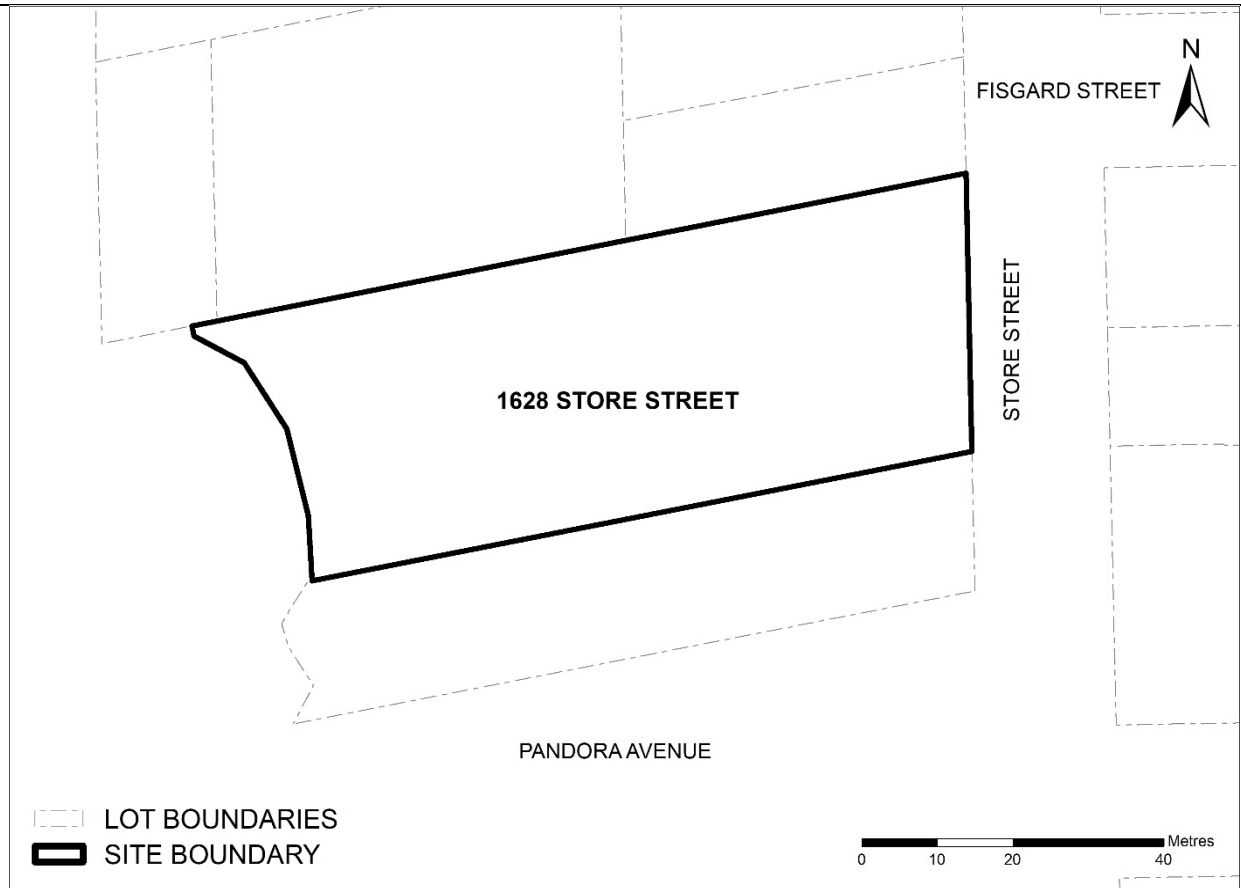 N
FISGARD STREET
STORE STREET
1628 STORE STREET
PANDORA AVENUE
LOT BOUNDARIES
SITE BOUNDARY
Metres
0 10 20 40